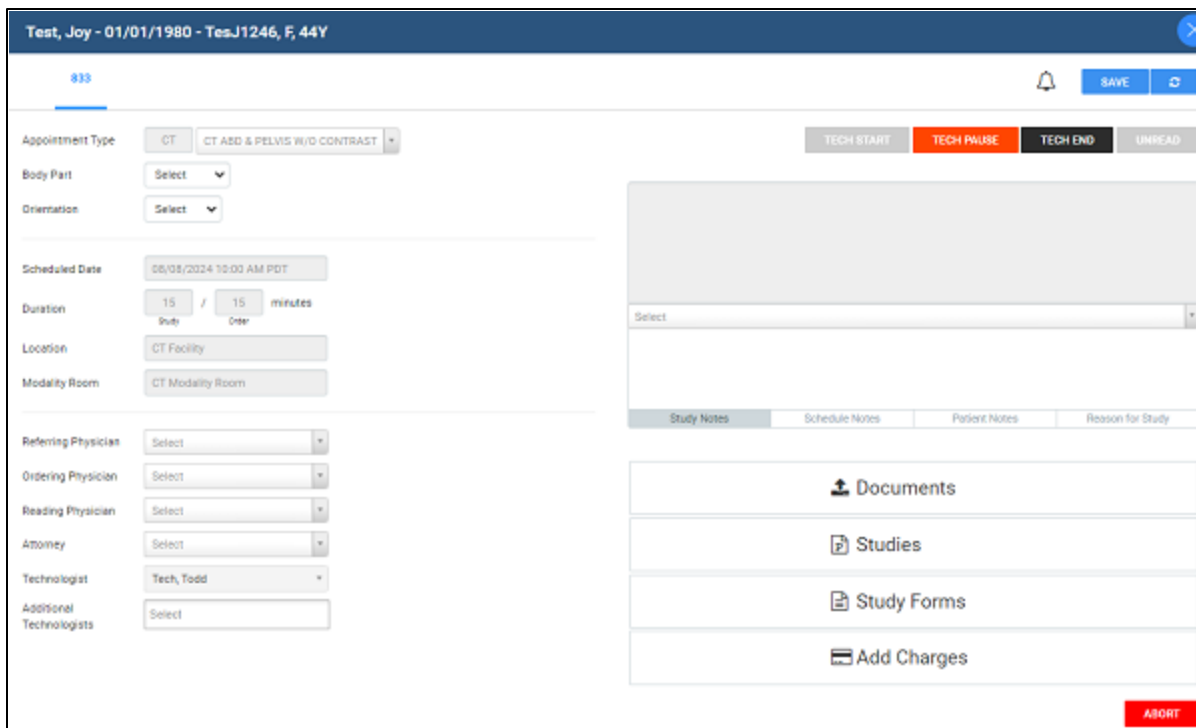 Test, Joy - 01/01/1980 - TesJ1246, F, 44Y
833
SAVE
Appointment Type CT CT ABD & PELVIS W/O CONTRAST
TECH START TECH PAUSE TECH END UNREAD
Body Part Select
Orientation Select
Scheduled Date 08/08/2024 10:00 AM PDT
Duration 15 / 15 minutes
Study Order
Location CT Facility
Modality Room CT Modality Room
Referring Physician Select
Ordering Physician Select
Reading Physician Select
Attorney Select
Technologist Tech, Todd
Additional
Technologists
Select
Select
Study Notes Schedule Notes Patient Notes Reason for Study
Documents
Studies
Study Forms
Add Charges
ABORT